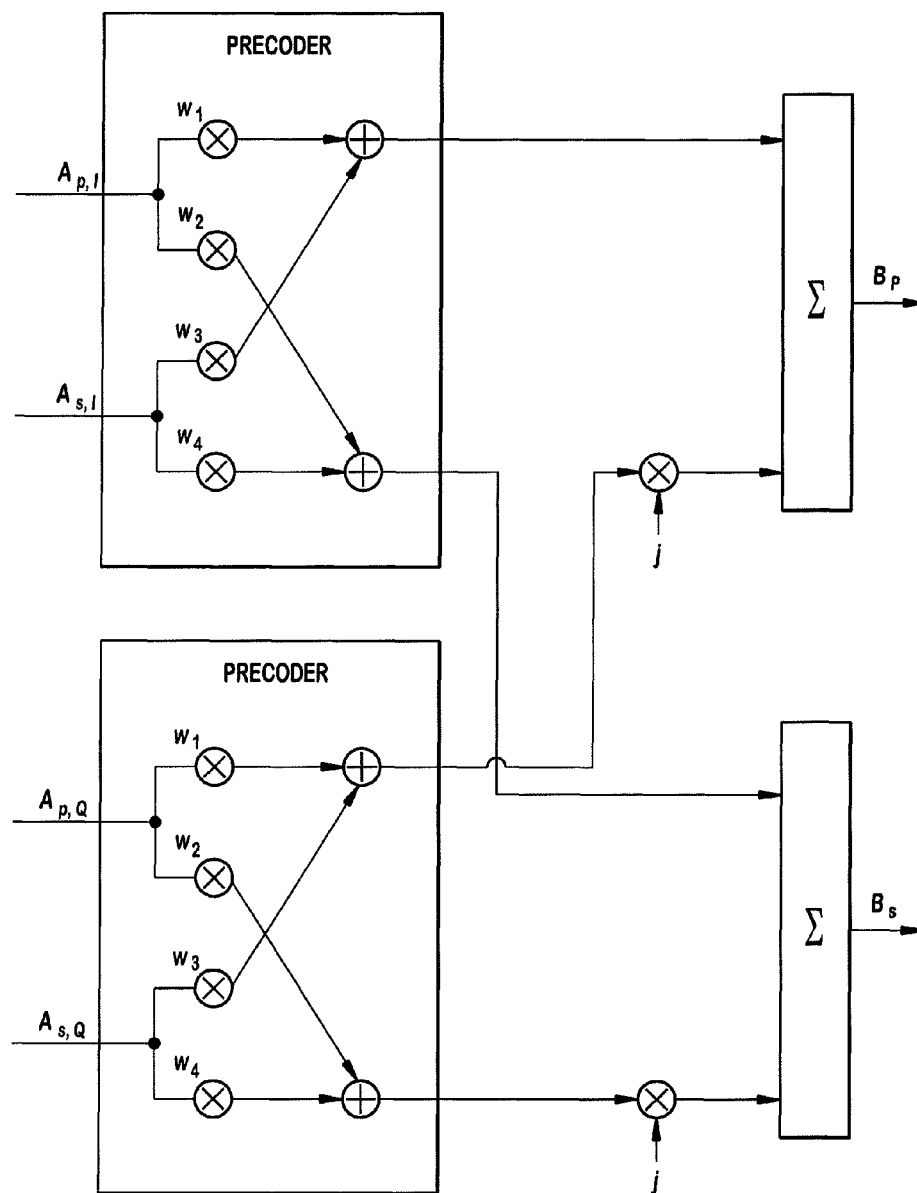 PRECODER
w1
A p, I
w2
Σ
B P
w3
A s, I
w4
j
PRECODER
w1
A p, Q
w2
Σ
B s
w3
A s, Q
w4
j